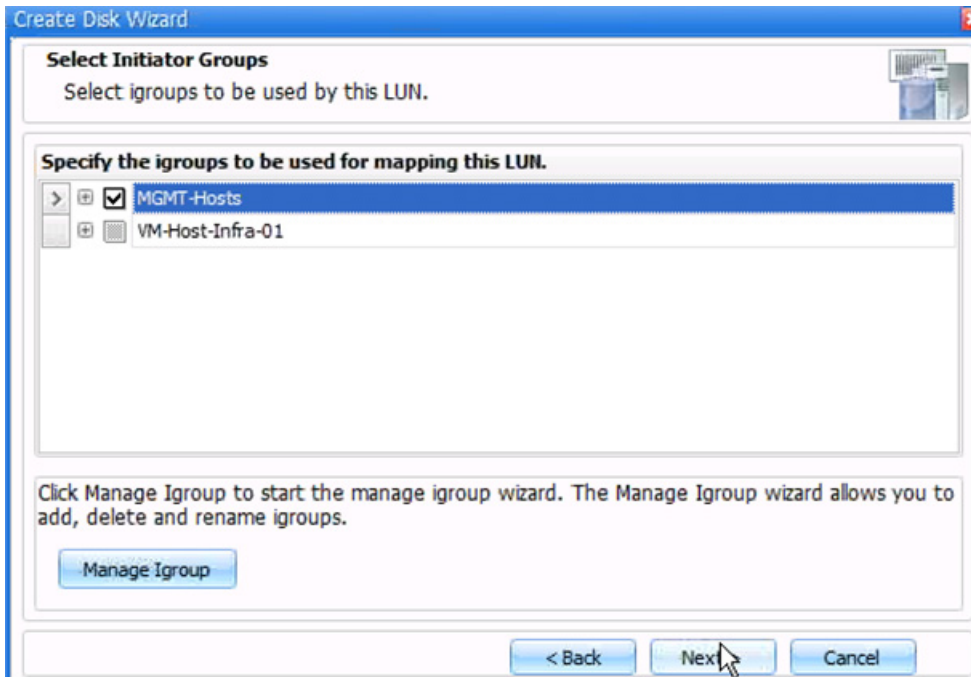 Create Disk Wizard
Select Initiator Groups
Select igroups to be used by this LUN.
Specify the igroups to be used for mapping this LUN.
MGMT-Hosts
VM-Host-Infra-01
Click Manage Igroup to start the manage igroup wizard. The Manage Igroup wizard allows you to
add, delete and rename igroups.
Manage Igroup
< Back Next Cancel